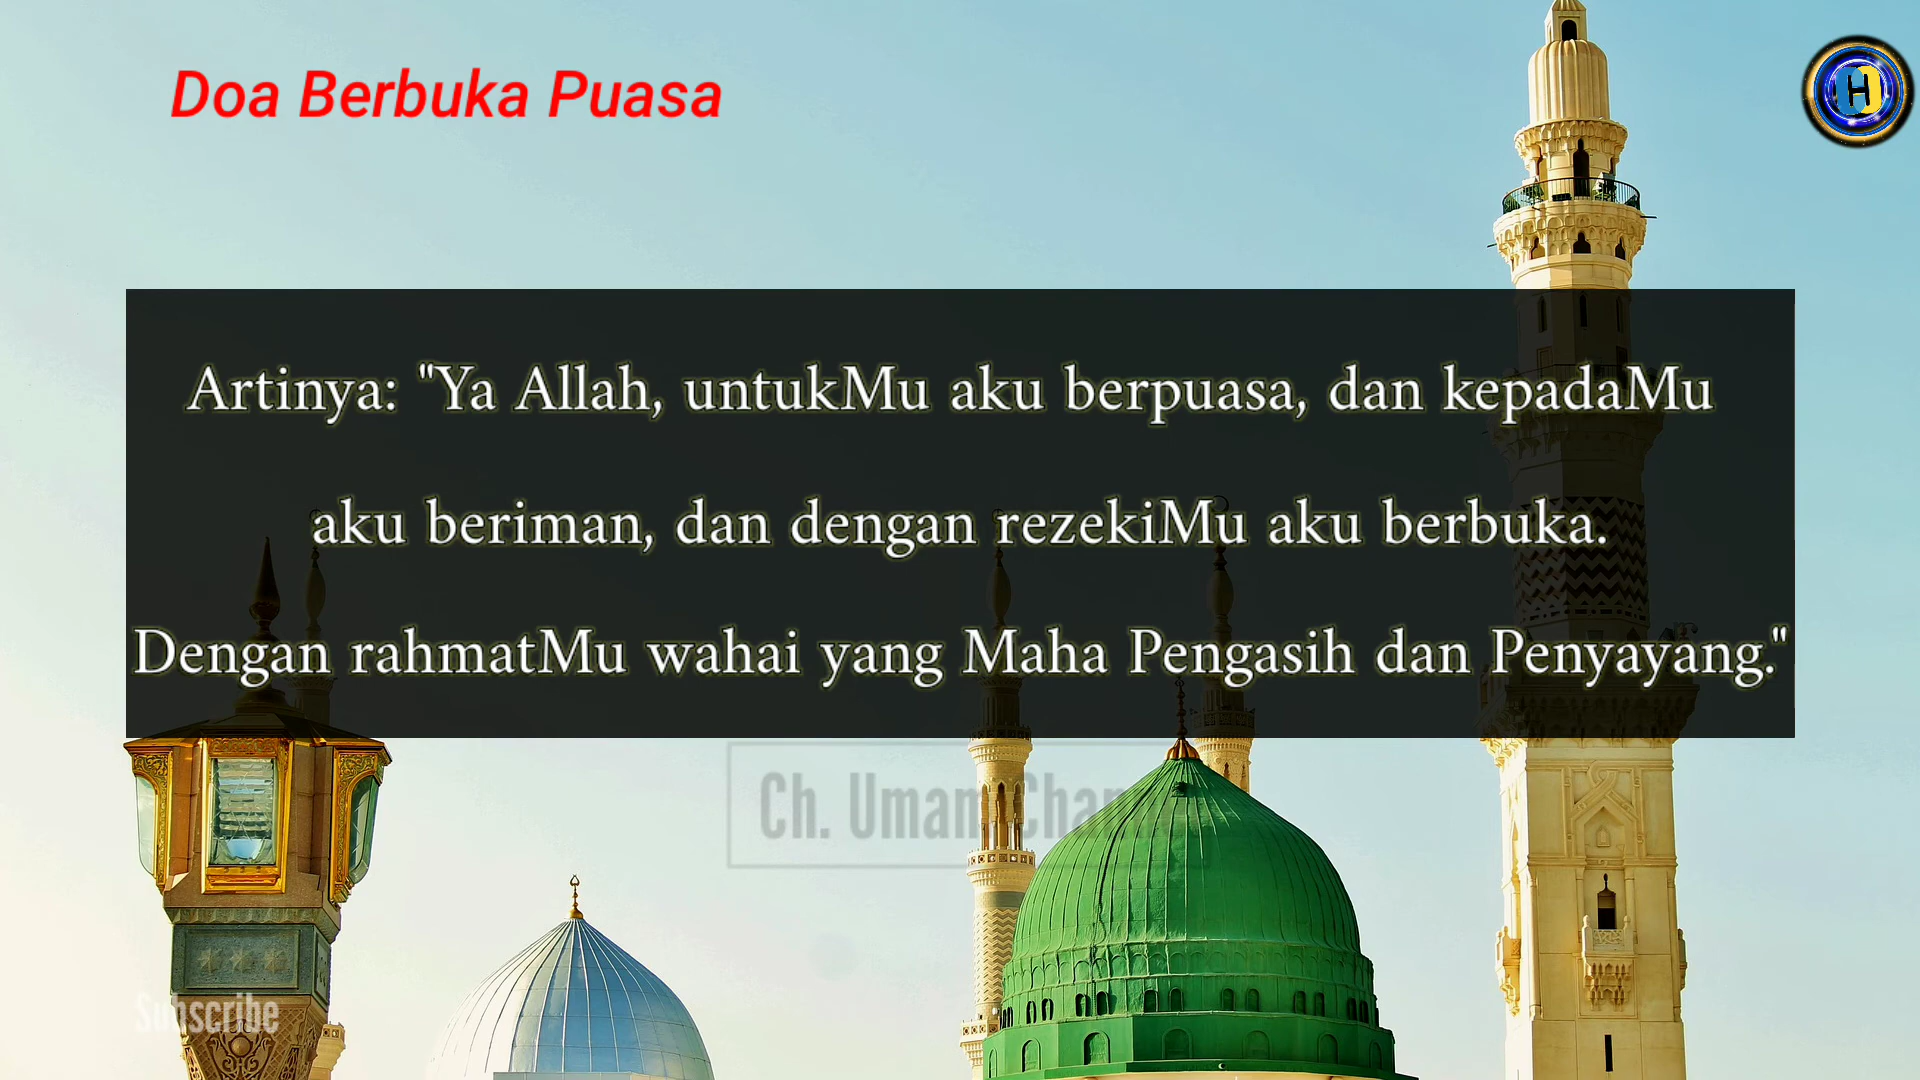 Doa Berbuka Puasa
H
Artinya: "Ya Allah, untukMu aku berpuasa, dan kepadaMu
aku beriman, dan dengan rezekiMu aku berbuka.
Dengan rahmatMu wahai yang Maha Pengasih dan Penyayang."
Ch. Umam
Subscribe